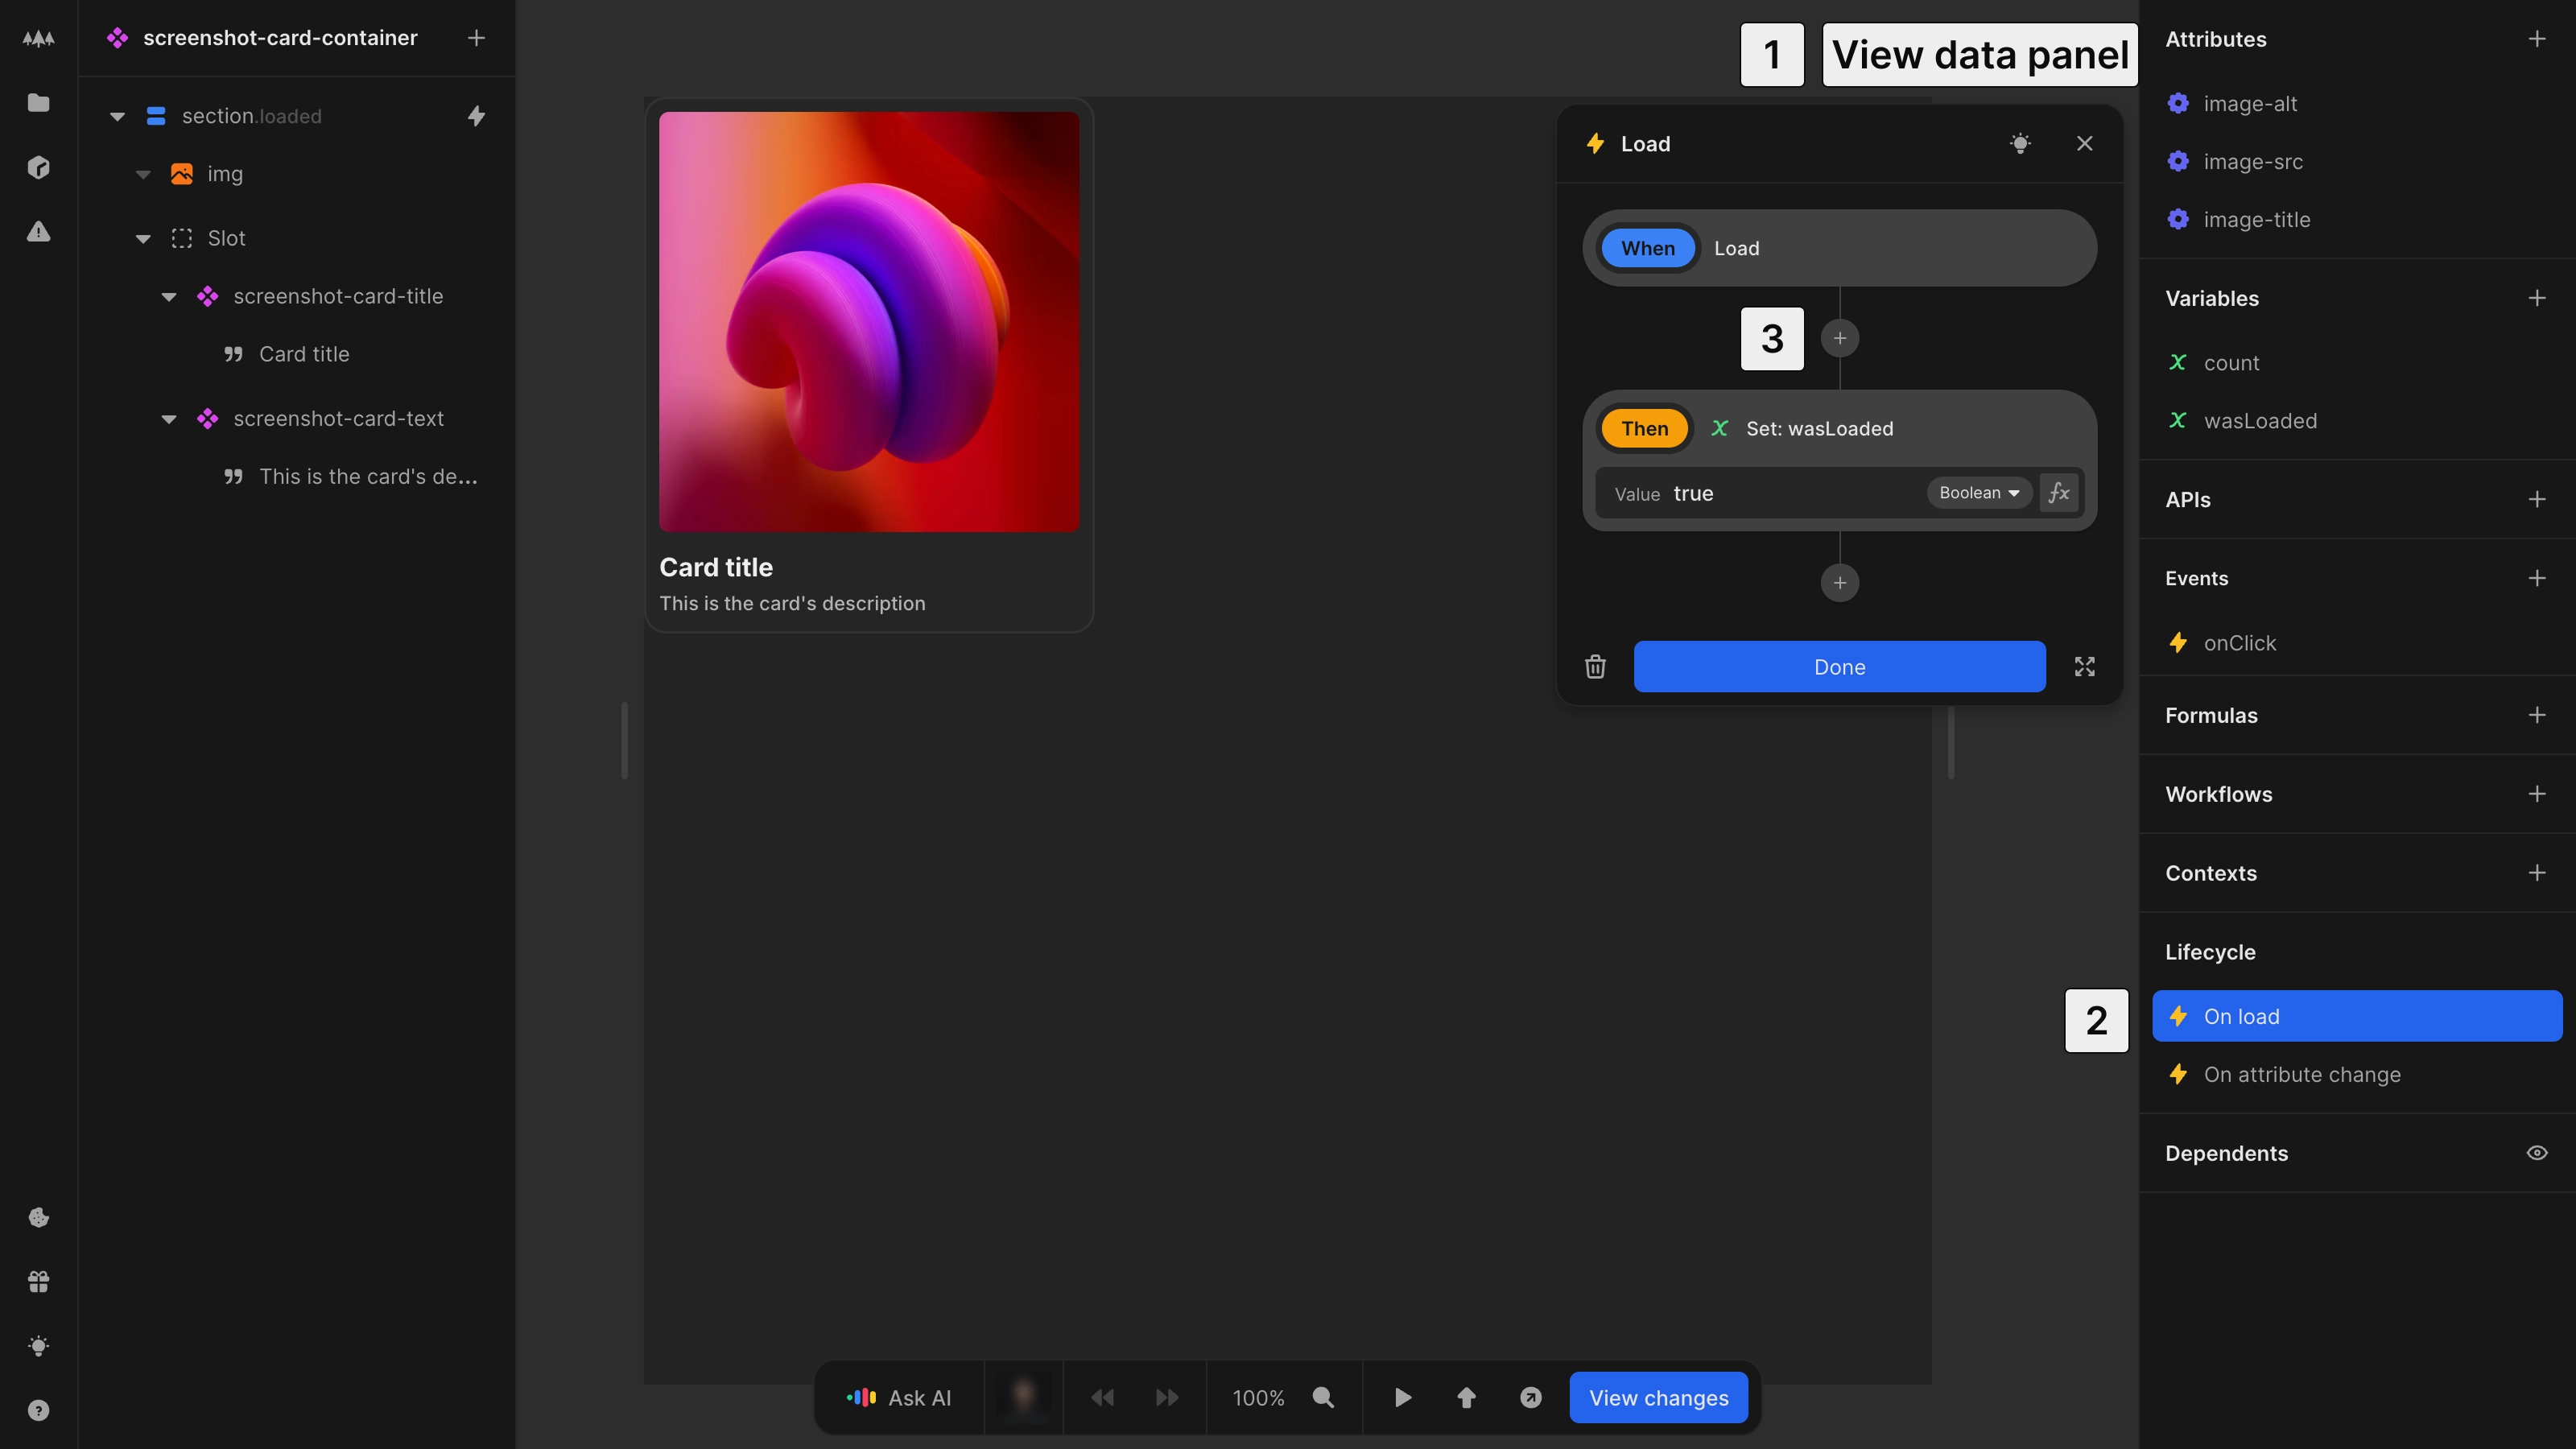 screenshot-card-container
section.loaded
img
Slot
screenshot-card-title
Card title
screenshot-card-text
This is the card's de...
Card title
This is the card's description
1
View data panel
Load
When
Load
3
Then
Set: wasLoaded
Value
true
Boolean
fx
Done
2
Ask AI
100%
View changes
Attributes
image-alt
image-src
image-title
Variables
count
wasLoaded
APIs
Events
onClick
Formulas
Workflows
Contexts
Lifecycle
On load
On attribute change
Dependents